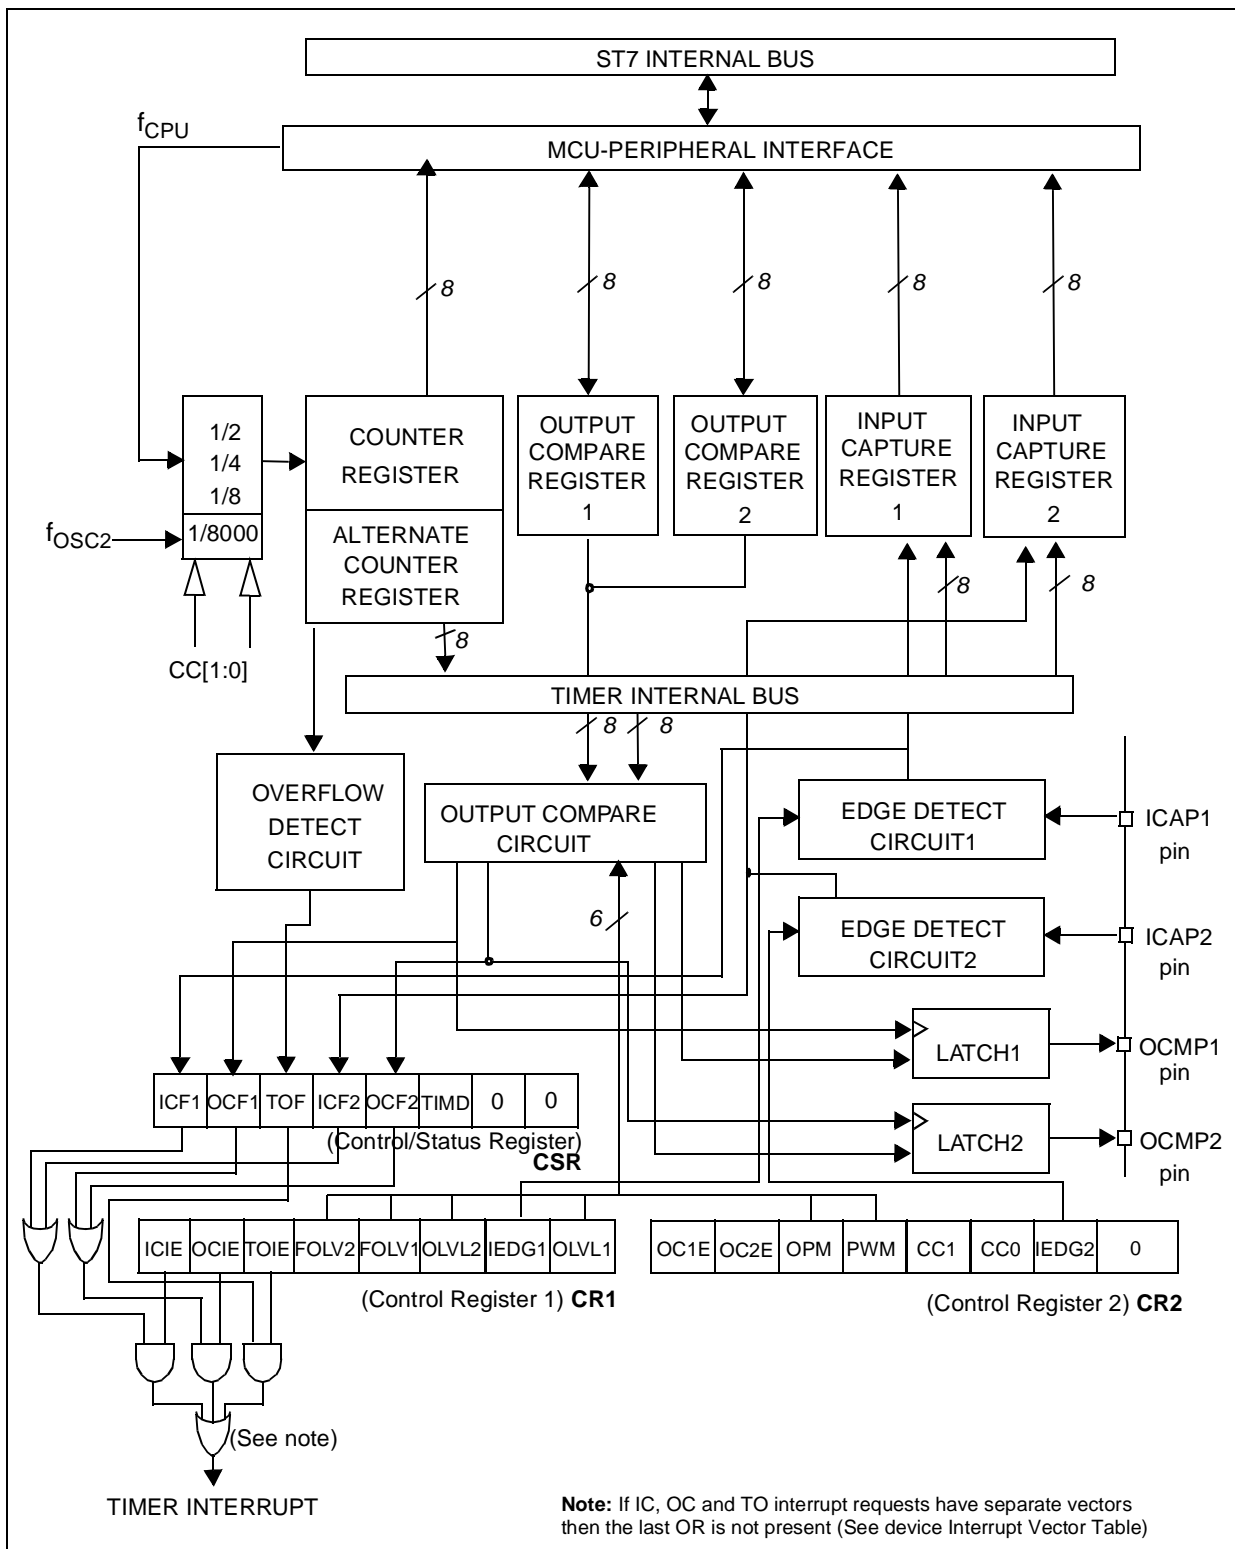 ST7 INTERNAL BUS
fCPU
MCU-PERIPHERAL INTERFACE
8
8
8
8
8
1/2
1/4
1/8
1/8000
fOSC2
CC[1:0]
COUNTER
REGISTER
ALTERNATE
COUNTER
REGISTER
OUTPUT
COMPARE
REGISTER
1
OUTPUT
COMPARE
REGISTER
2
INPUT
CAPTURE
REGISTER
1
INPUT
CAPTURE
REGISTER
2
8
8
8
TIMER INTERNAL BUS
8
8
OVERFLOW
DETECT
CIRCUIT
OUTPUT COMPARE
CIRCUIT
6
EDGE DETECT
CIRCUIT1
ICAP1
pin
EDGE DETECT
CIRCUIT2
ICAP2
pin
LATCH1
OCMP1
pin
LATCH2
OCMP2
pin
ICF1 OCF1 TOF ICF2 OCF2 TIMD 0 0
(Control/Status Register)
CSR
ICIE OCIE TOIE FOLV2 FOLV1 OLVL2 IEDG1 OLVL1
(Control Register 1) CR1
OC1E OC2E OPM PWM CC1 CC0 IEDG2 0
(Control Register 2) CR2
(See note)
TIMER INTERRUPT
Note: If IC, OC and TO interrupt requests have separate vectors
then the last OR is not present (See device Interrupt Vector Table)